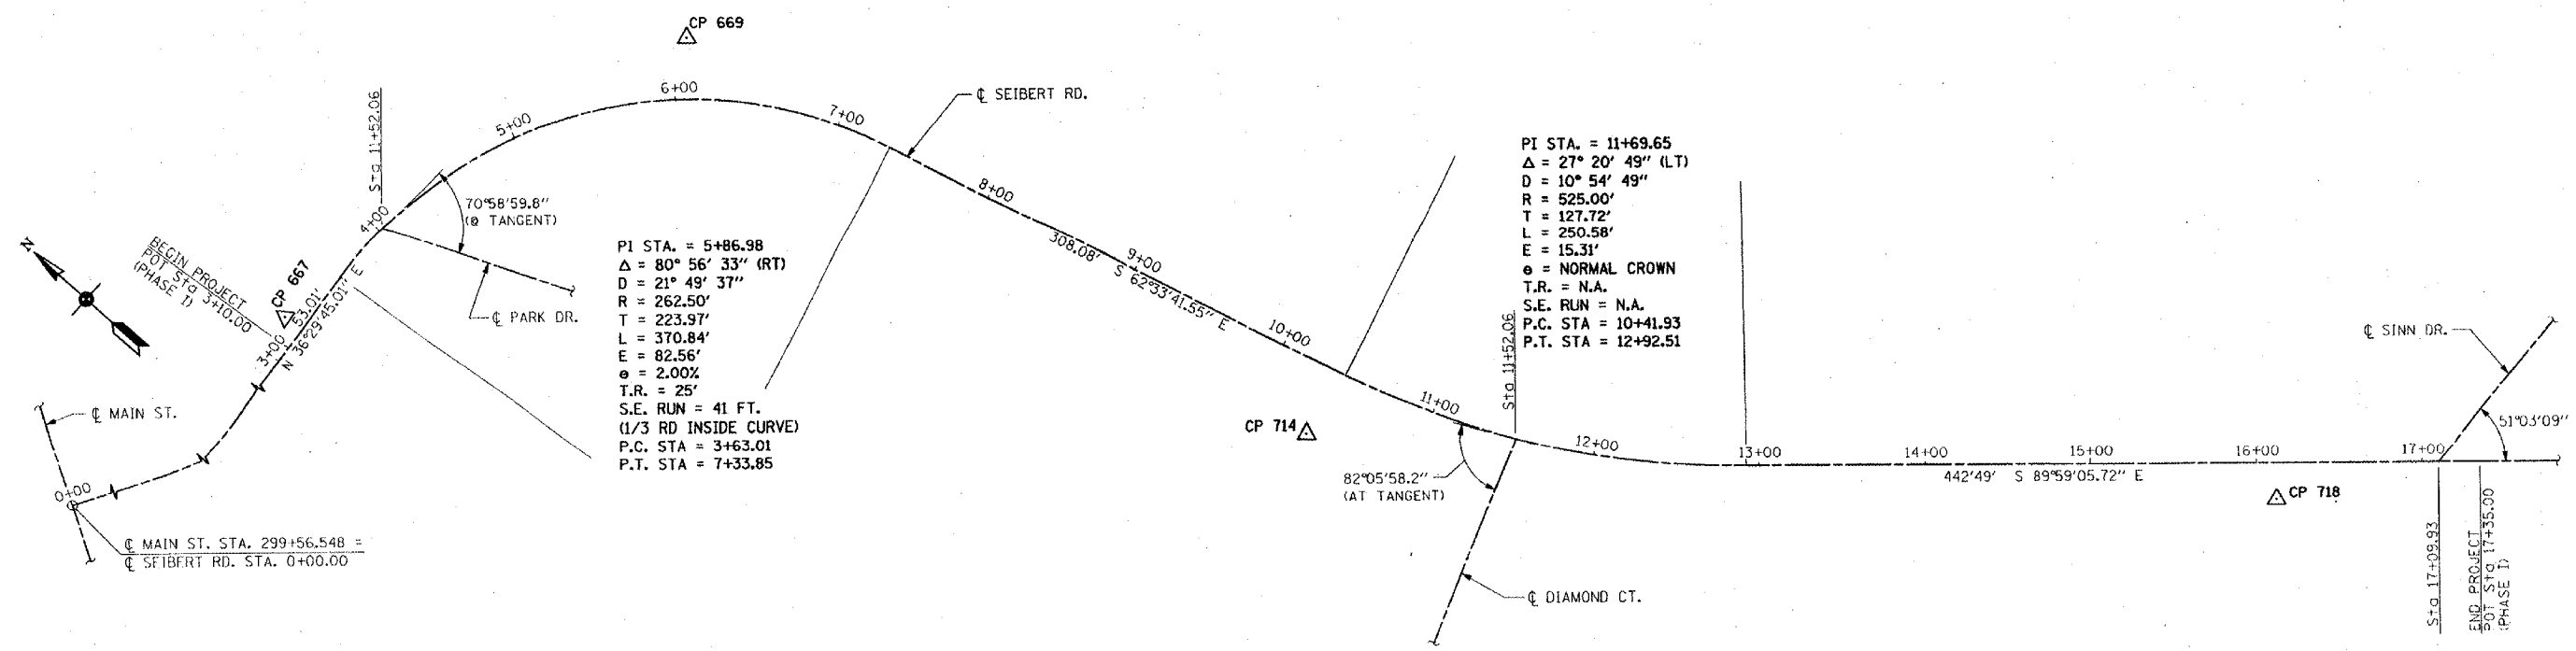 CP 669
6+00
5+00
7+00
℄ SEIBERT RD.
Sta 11+52.06
4+00
70°58'59.8"
(@ TANGENT)
℄ PARK DR.
N
BEGIN PROJECT
POT Sta 3+10.00
(PHASE I)
CP 667
53.01'
N 36°29'45.01" E
3+00
℄ MAIN ST.
0+00
℄ MAIN ST. STA. 299+56.548 =
℄ SEIBERT RD. STA. 0+00.00
PI STA. = 5+86.98
Δ = 80° 56' 33" (RT)
D = 21° 49' 37"
R = 262.50'
T = 223.97'
L = 370.84'
E = 82.56'
e = 2.00%
T.R. = 25'
S.E. RUN = 41 FT.
(1/3 RD INSIDE CURVE)
P.C. STA = 3+63.01
P.T. STA = 7+33.85
8+00
9+00
308.08' S 62°33'41.55" E
10+00
11+00
PI STA. = 11+69.65
Δ = 27° 20' 49" (LT)
D = 10° 54' 49"
R = 525.00'
T = 127.72'
L = 250.58'
E = 15.31'
e = NORMAL CROWN
T.R. = N.A.
S.E. RUN = N.A.
P.C. STA = 10+41.93
P.T. STA = 12+92.51
Sta 11+52.06
CP 714
82°05'58.2"
(AT TANGENT)
℄ DIAMOND CT.
12+00
13+00
14+00
15+00
16+00
17+00
442'49' S 89°59'05.72" E
CP 718
℄ SINN DR.
51°03'09"
Sta 17+09.93
END PROJECT
POT Sta 17+35.00
(PHASE I)